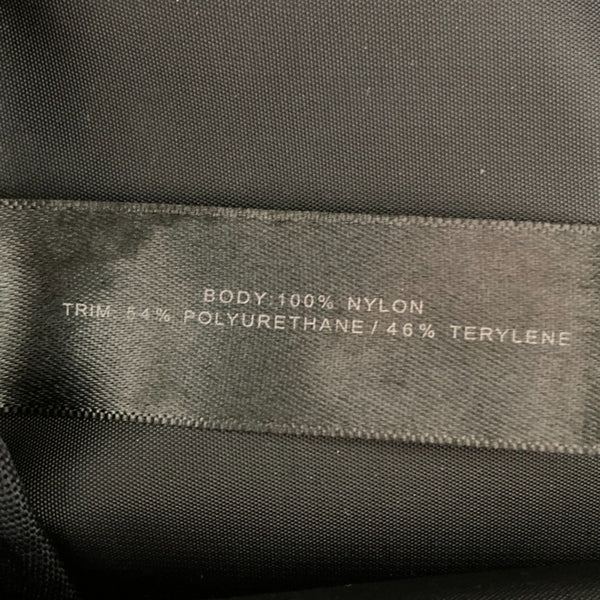 BODY:100% NYLON
TRIM: 54% POLYURETHANE / 46% TERYLENE